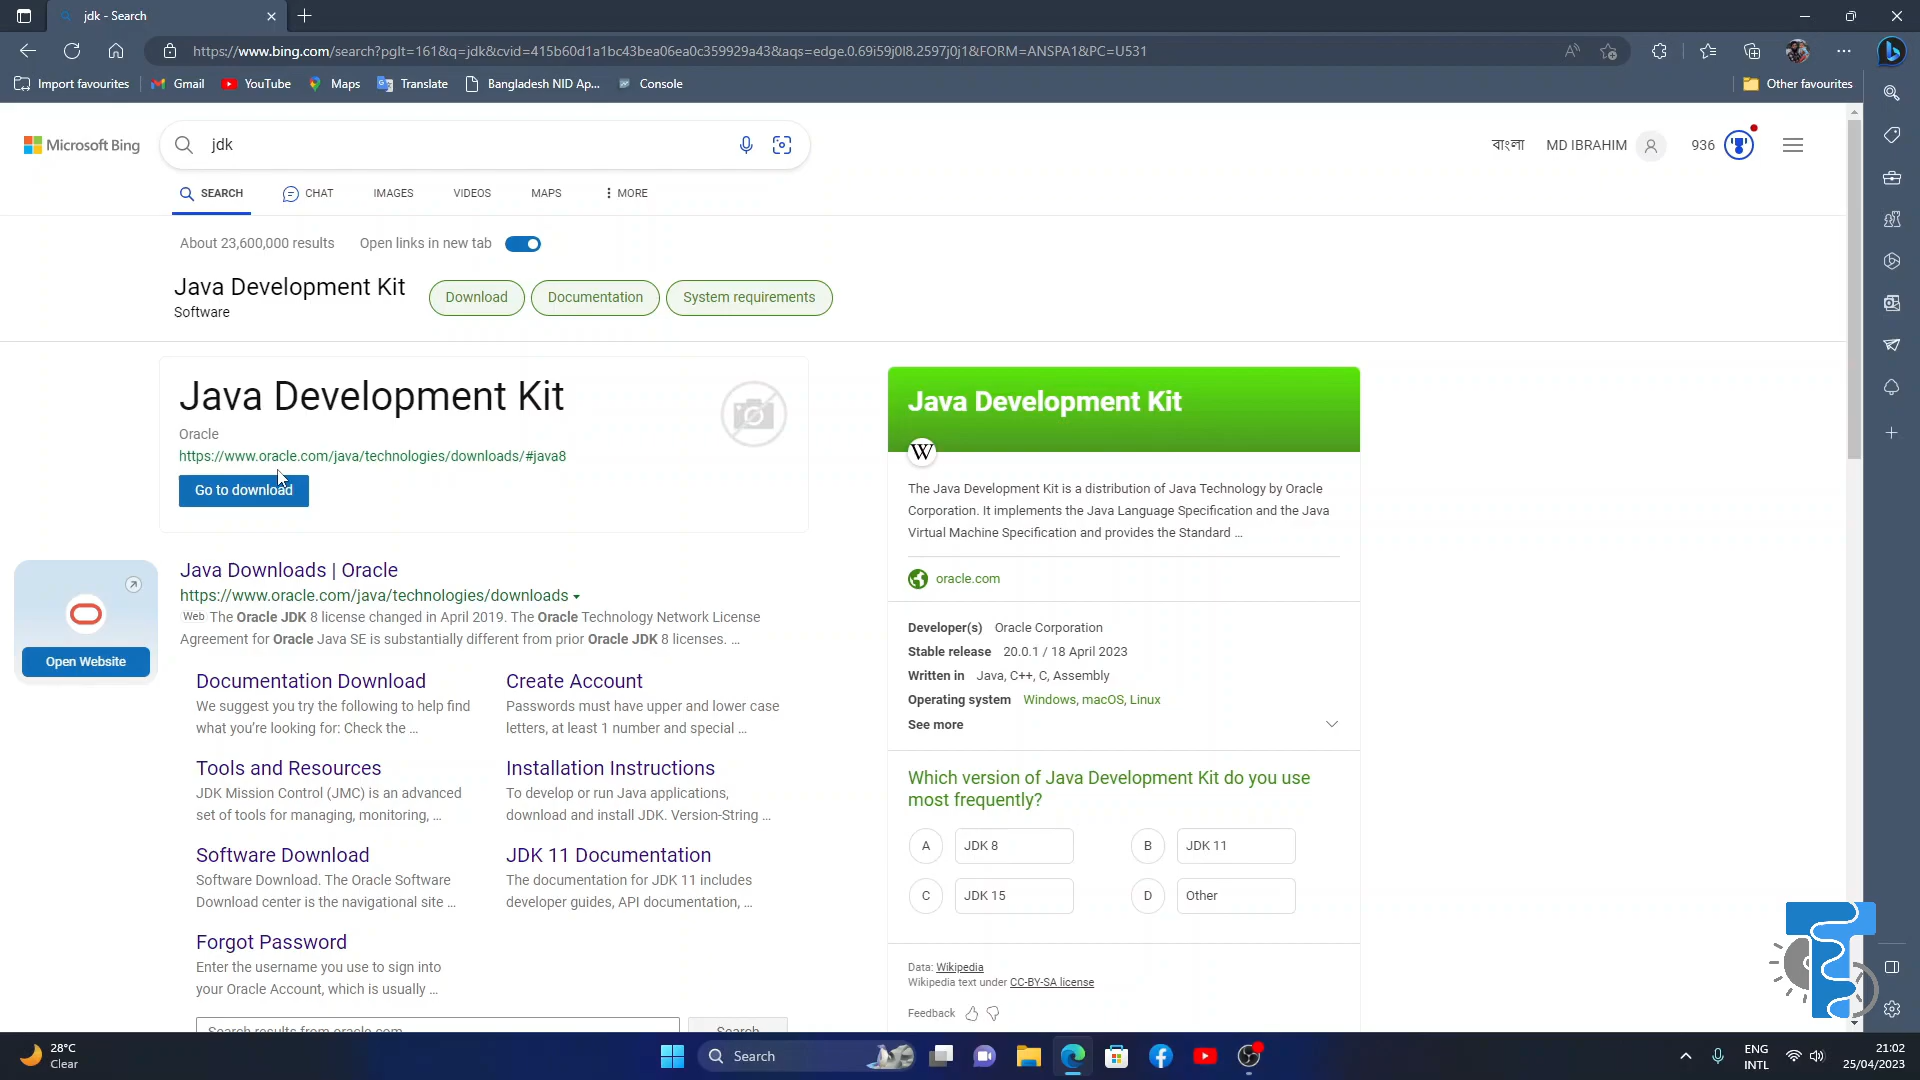 jdk - Search
https://www.bing.com/search?pglt=161&q=jdk&cvid=415b60d1a1bc43bea06ea0c359929a43&aqs=edge.0.69i59j0l8.2597j0j1&FORM=ANSPA1&PC=U531
Import favourites
Gmail
YouTube
Maps
Translate
Bangladesh NID Ap...
Console
Other favourites
Microsoft Bing
jdk
বাংলা
MD IBRAHIM
936
SEARCH
CHAT
IMAGES
VIDEOS
MAPS
MORE
About 23,600,000 results
Open links in new tab
Java Development Kit
Software
Download
Documentation
System requirements
Java Development Kit
Oracle
https://www.oracle.com/java/technologies/downloads/#java8
Go to download
Java Downloads | Oracle
https://www.oracle.com/java/technologies/downloads
Web The Oracle JDK 8 license changed in April 2019. The Oracle Technology Network License
Agreement for Oracle Java SE is substantially different from prior Oracle JDK 8 licenses. ...
Open Website
Documentation Download
We suggest you try the following to help find
what you're looking for: Check the ...
Create Account
Passwords must have upper and lower case
letters, at least 1 number and special ...
Tools and Resources
JDK Mission Control (JMC) is an advanced
set of tools for managing, monitoring, ...
Installation Instructions
To develop or run Java applications,
download and install JDK. Version-String ...
Software Download
Software Download. The Oracle Software
Download center is the navigational site ...
JDK 11 Documentation
The documentation for JDK 11 includes
developer guides, API documentation, ...
Forgot Password
Enter the username you use to sign into
your Oracle Account, which is usually ...
Search results from oracle.com
Search
Java Development Kit
W
The Java Development Kit is a distribution of Java Technology by Oracle
Corporation. It implements the Java Language Specification and the Java
Virtual Machine Specification and provides the Standard ...
oracle.com
Developer(s) Oracle Corporation
Stable release 20.0.1 / 18 April 2023
Written in Java, C++, C, Assembly
Operating system Windows, macOS, Linux
See more
Which version of Java Development Kit do you use
most frequently?
A JDK 8
B JDK 11
C JDK 15
D Other
Data: Wikipedia
Wikipedia text under CC-BY-SA license
Feedback
28°C
Clear
Search
ENG
INTL
21:02
25/04/2023